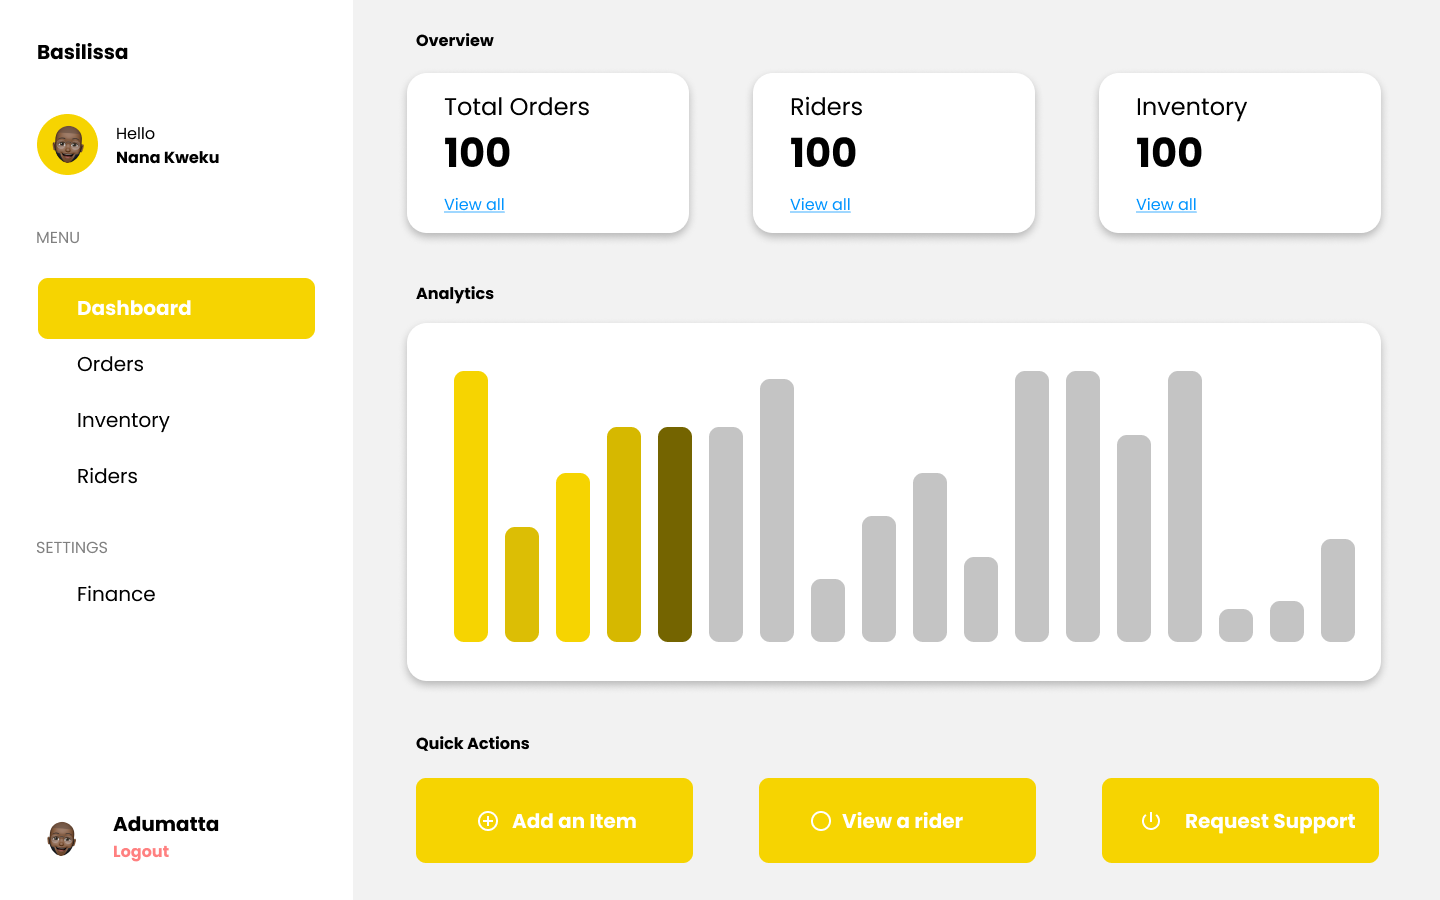 Basilissa
Hello
Nana Kweku
MENU
Dashboard
Orders
Inventory
Riders
SETTINGS
Finance
Adumatta
Logout
Overview
Total Orders
100
View all
Riders
100
View all
Inventory
100
View all
Analytics
Quick Actions
Add an Item
View a rider
Request Support